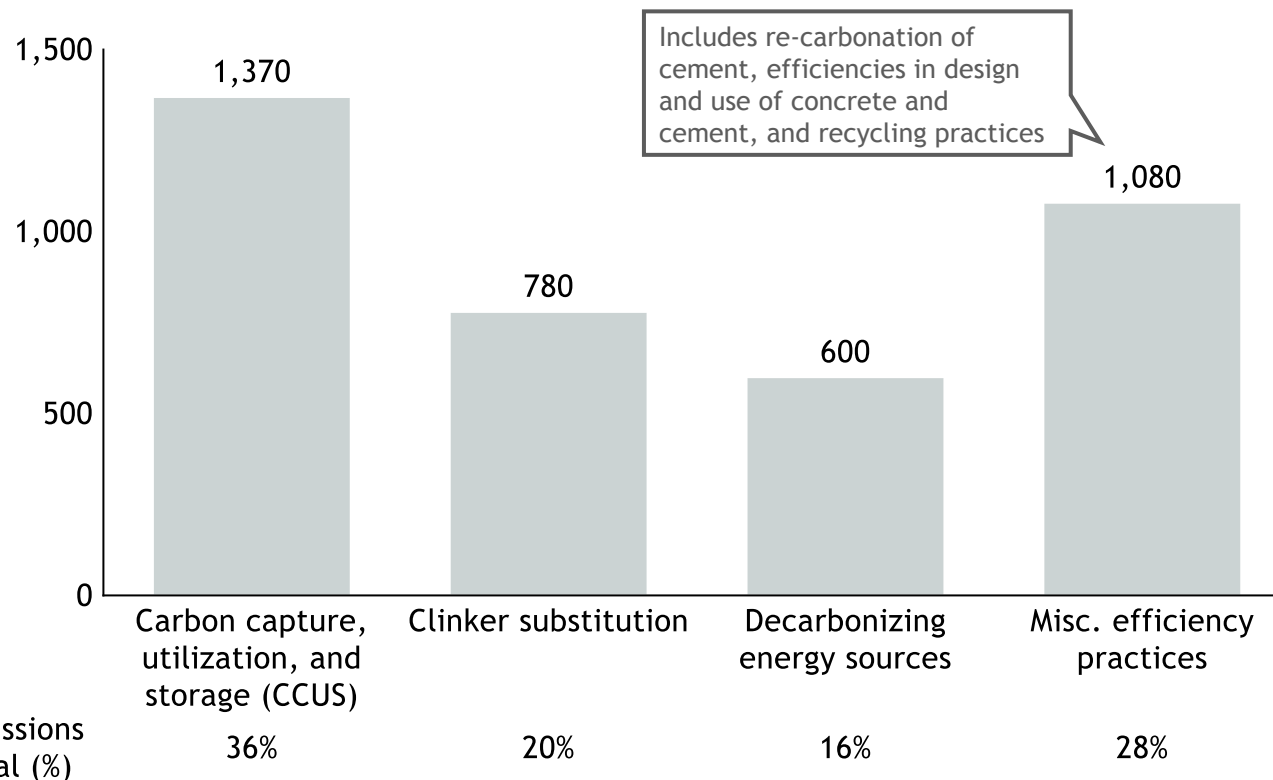 Includes re-carbonation of
cement, efficiencies in design
and use of concrete and
cement, and recycling practices
1,500
1,000
500
0
1,370
780
600
1,080
Carbon capture,
utilization, and
storage (CCUS)
Clinker substitution
Decarbonizing
energy sources
Misc. efficiency
practices
ssions
al (%)
36%
20%
16%
28%